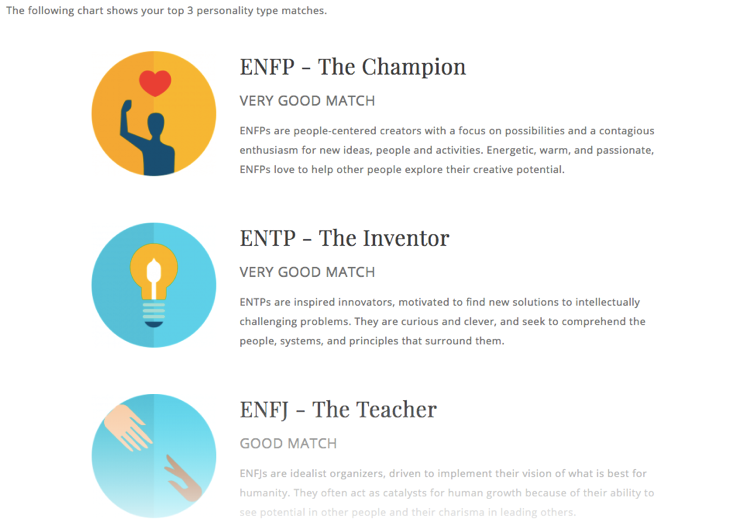 The following chart shows your top 3 personality type matches.
ENFP – The Champion
VERY GOOD MATCH
ENFPs are people-centered creators with a focus on possibilities and a contagious
enthusiasm for new ideas, people and activities. Energetic, warm, and passionate,
ENFPs love to help other people explore their creative potential.
ENTP – The Inventor
VERY GOOD MATCH
ENTPs are inspired innovators, motivated to find new solutions to intellectually
challenging problems. They are curious and clever, and seek to comprehend the
people, systems, and principles that surround them.
ENFJ – The Teacher
GOOD MATCH
ENFJs are idealist organizers, driven to implement their vision of what is best for
humanity. They often act as catalysts for human growth because of their ability to
see potential in other people and their charisma in leading others.